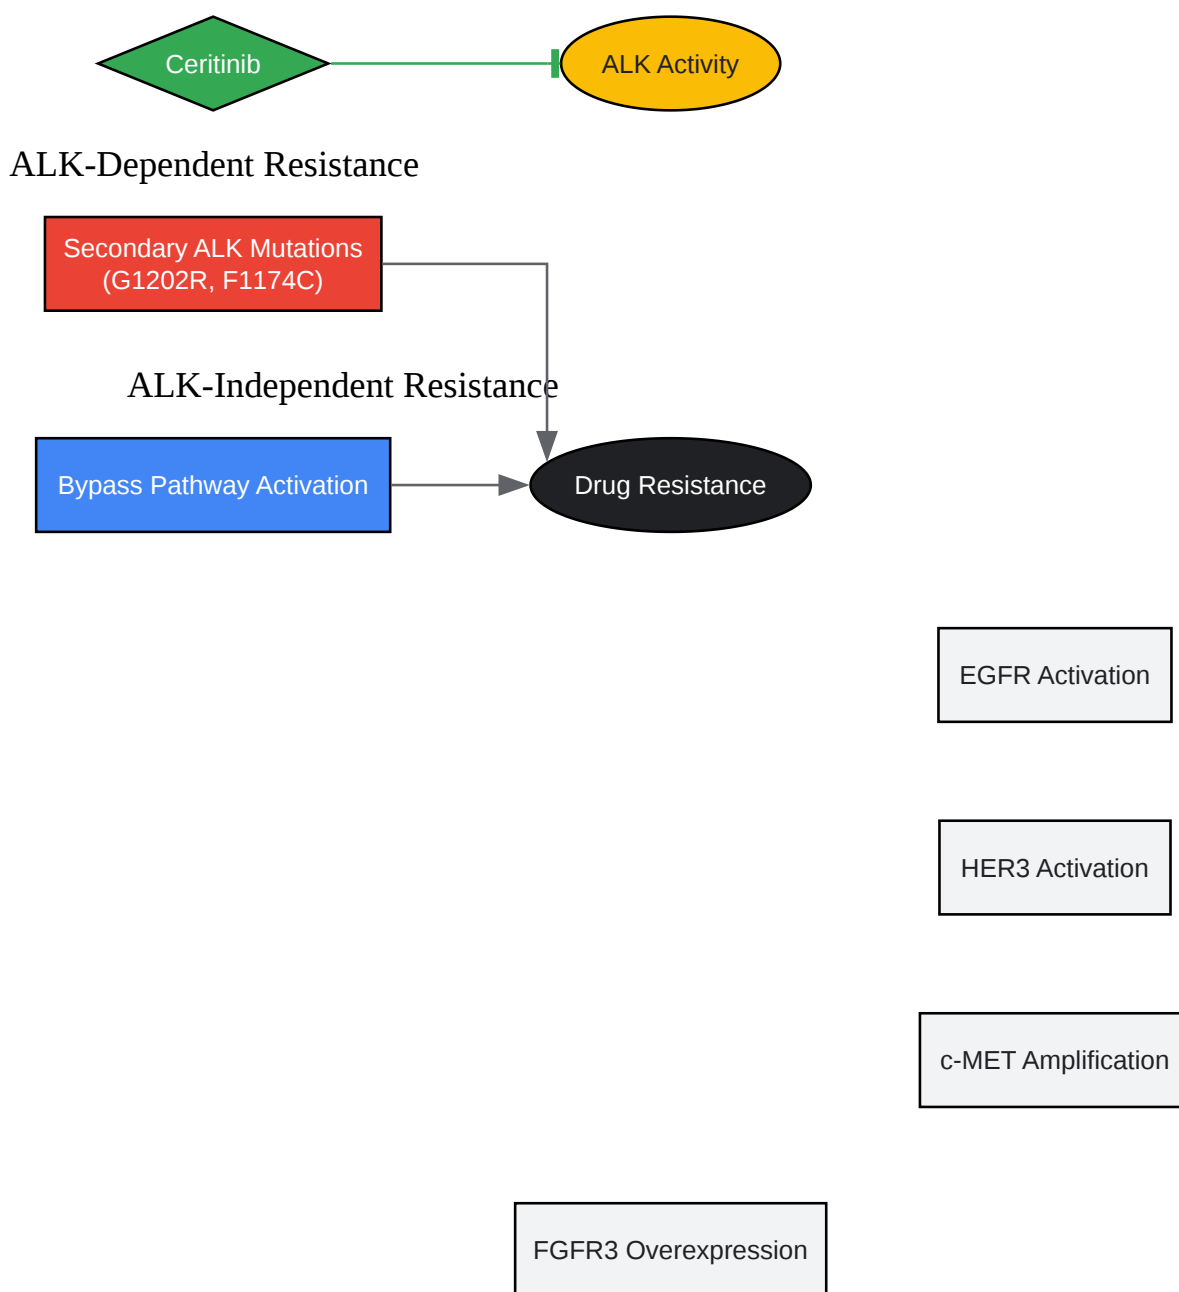 Ceritinib
ALK Activity
ALK-Dependent Resistance
Secondary ALK Mutations
(G1202R, F1174C)
ALK-Independent Resistance
Bypass Pathway Activation
Drug Resistance
EGFR Activation
HER3 Activation
c-MET Amplification
FGFR3 Overexpression